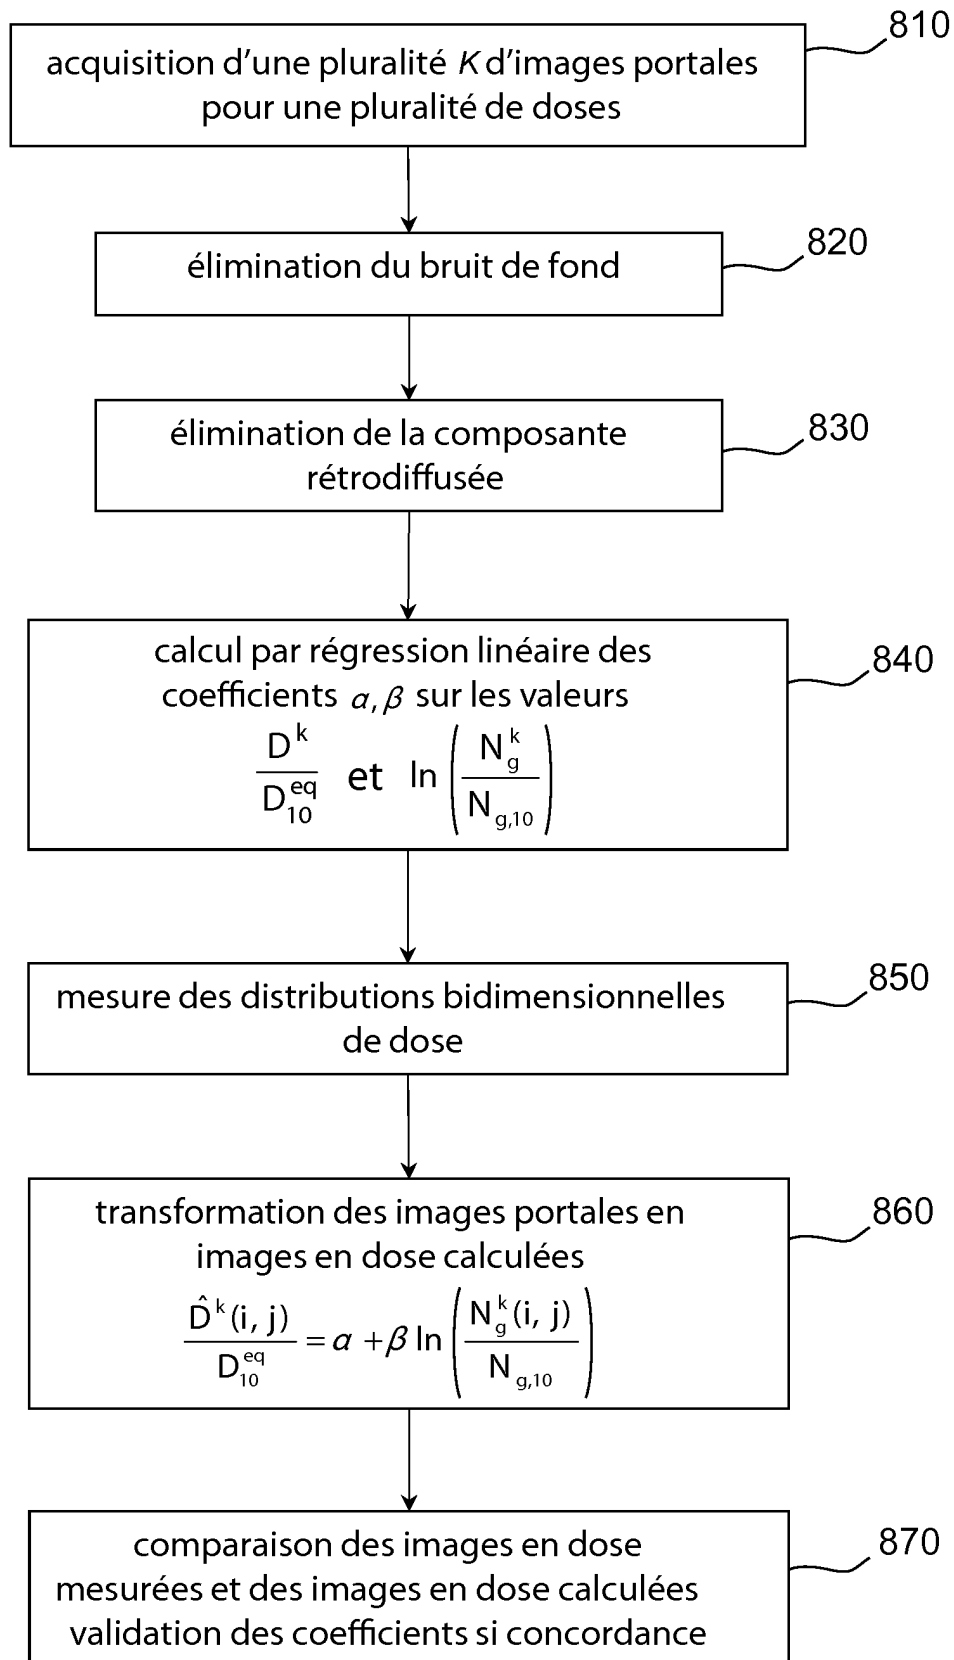 810
acquisition d’une pluralité K d’images portales
pour une pluralité de doses
820
élimination du bruit de fond
830
élimination de la composante
rétrodiffusée
840
calcul par régression linéaire des
coefficients α, β sur les valeurs
D^k / D_10^eq et ln ( N_g^k / N_g,10 )
850
mesure des distributions bidimensionnelles
de dose
860
transformation des images portales en
images en dose calculées
D̂^k (i, j) / D_10^eq = α + β ln ( N_g^k (i, j) / N_g,10 )
870
comparaison des images en dose
mesurées et des images en dose calculées
validation des coefficients si concordance